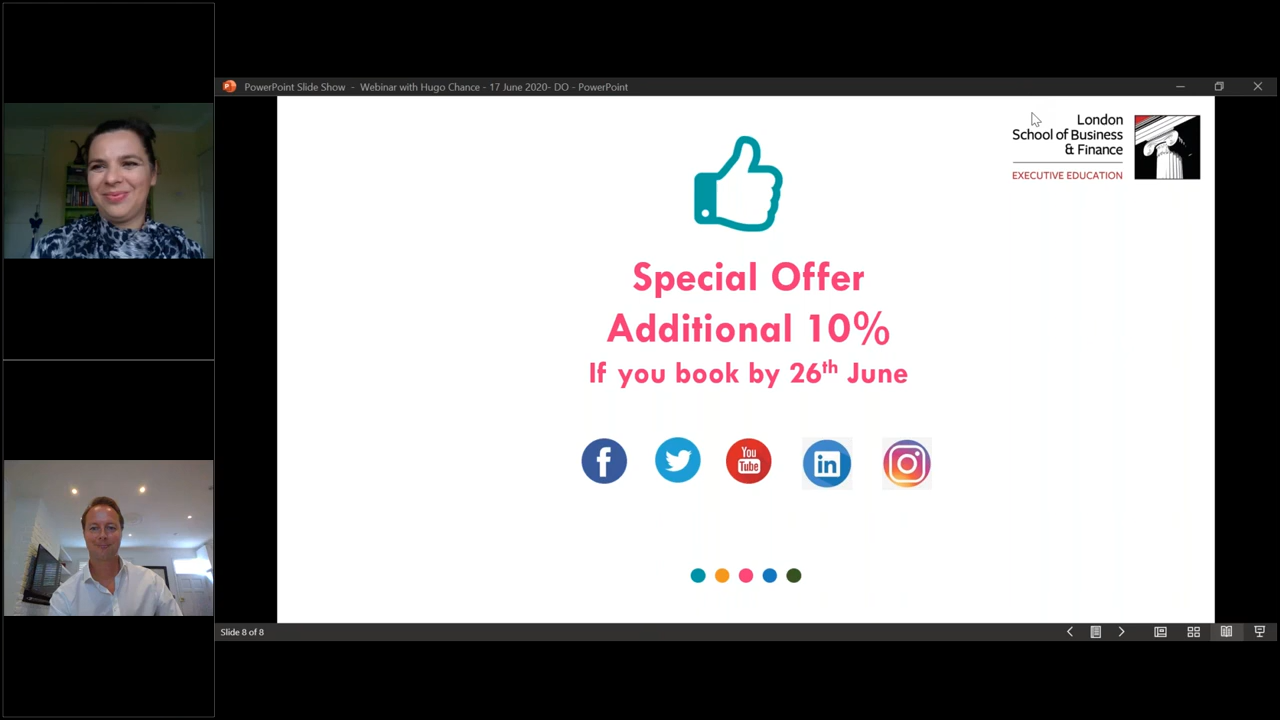 PowerPoint Slide Show - Webinar with Hugo Chance - 17 June 2020- DO - PowerPoint
London
School of Business
& Finance
EXECUTIVE EDUCATION
Special Offer
Additional 10%
If you book by 26th June
f
You
Tube
in
Slide 8 of 8